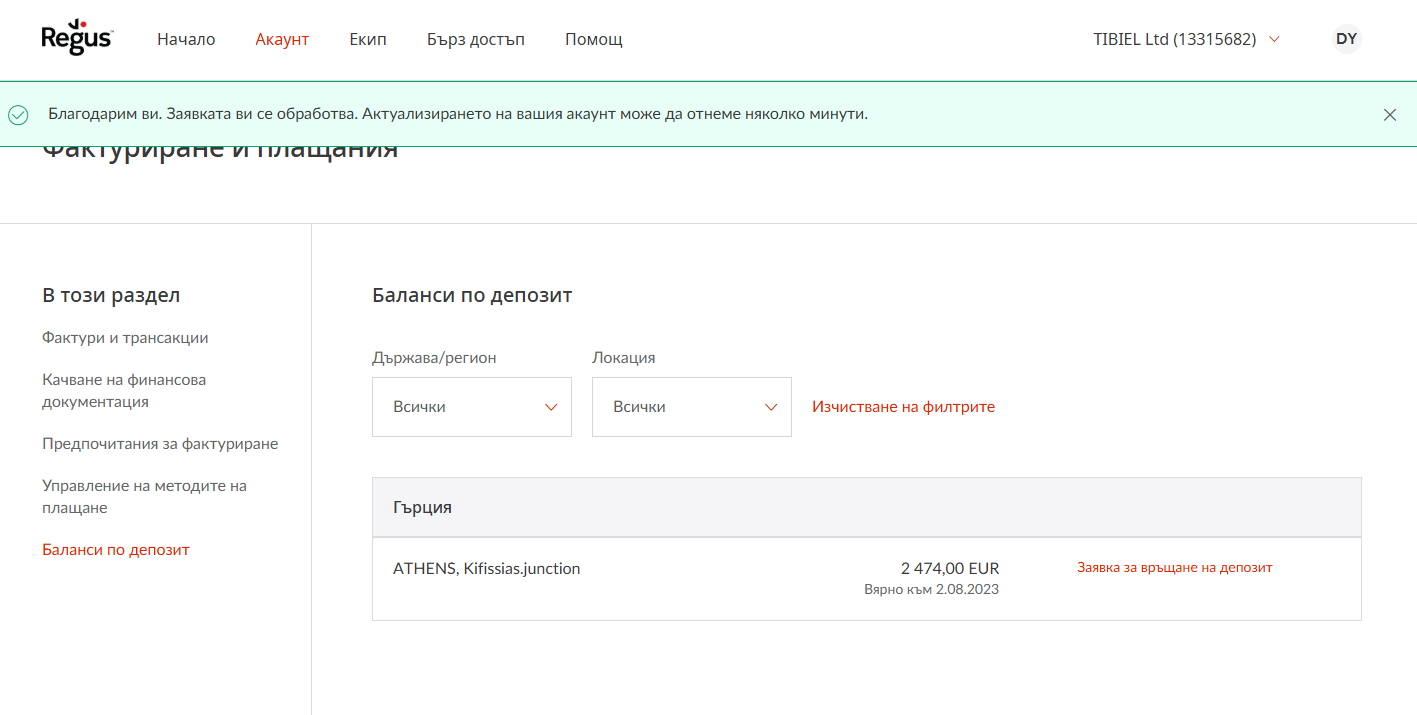 Regus
Начало
Акаунт
Екип
Бърз достъп
Помощ
TIBIEL Ltd (13315682)
DY
Благодарим ви. Заявката ви се обработва. Актуализирането на вашия акаунт може да отнеме няколко минути.
Фактуриране и плащания
В този раздел
Фактури и трансакции
Качване на финансова
документация
Предпочитания за фактуриране
Управление на методите на
плащане
Баланси по депозит
Баланси по депозит
Държава/регион
Локация
Всички
Всички
Изчистване на филтрите
Гърция
ATHENS, Kifissias.junction
2 474,00 EUR
Вярно към 2.08.2023
Заявка за връщане на депозит